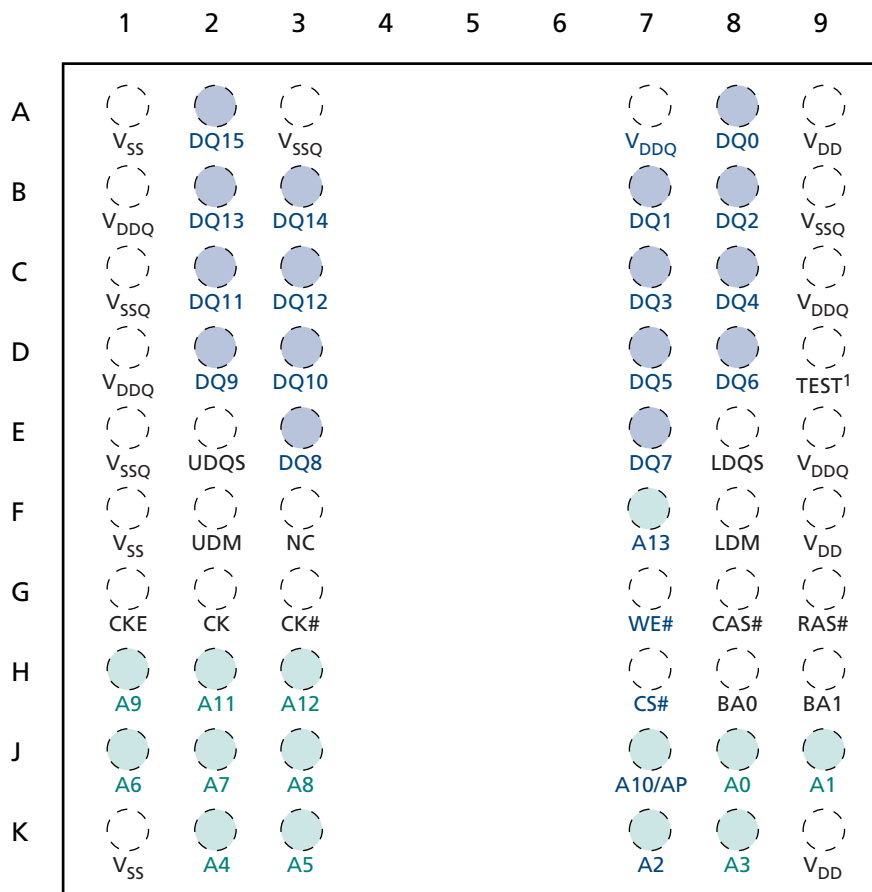 1 2 3 4 5 6 7 8 9
A
VSS DQ15 VSSQ VDDQ DQ0 VDD
B
VDDQ DQ13 DQ14 DQ1 DQ2 VSSQ
C
VSSQ DQ11 DQ12 DQ3 DQ4 VDDQ
D
VDDQ DQ9 DQ10 DQ5 DQ6 TEST1
E
VSSQ UDQS DQ8 DQ7 LDQS VDDQ
F
VSS UDM NC A13 LDM VDD
G
CKE CK CK# WE# CAS# RAS#
H
A9 A11 A12 CS# BA0 BA1
J
A6 A7 A8 A10/AP A0 A1
K
VSS A4 A5 A2 A3 VDD